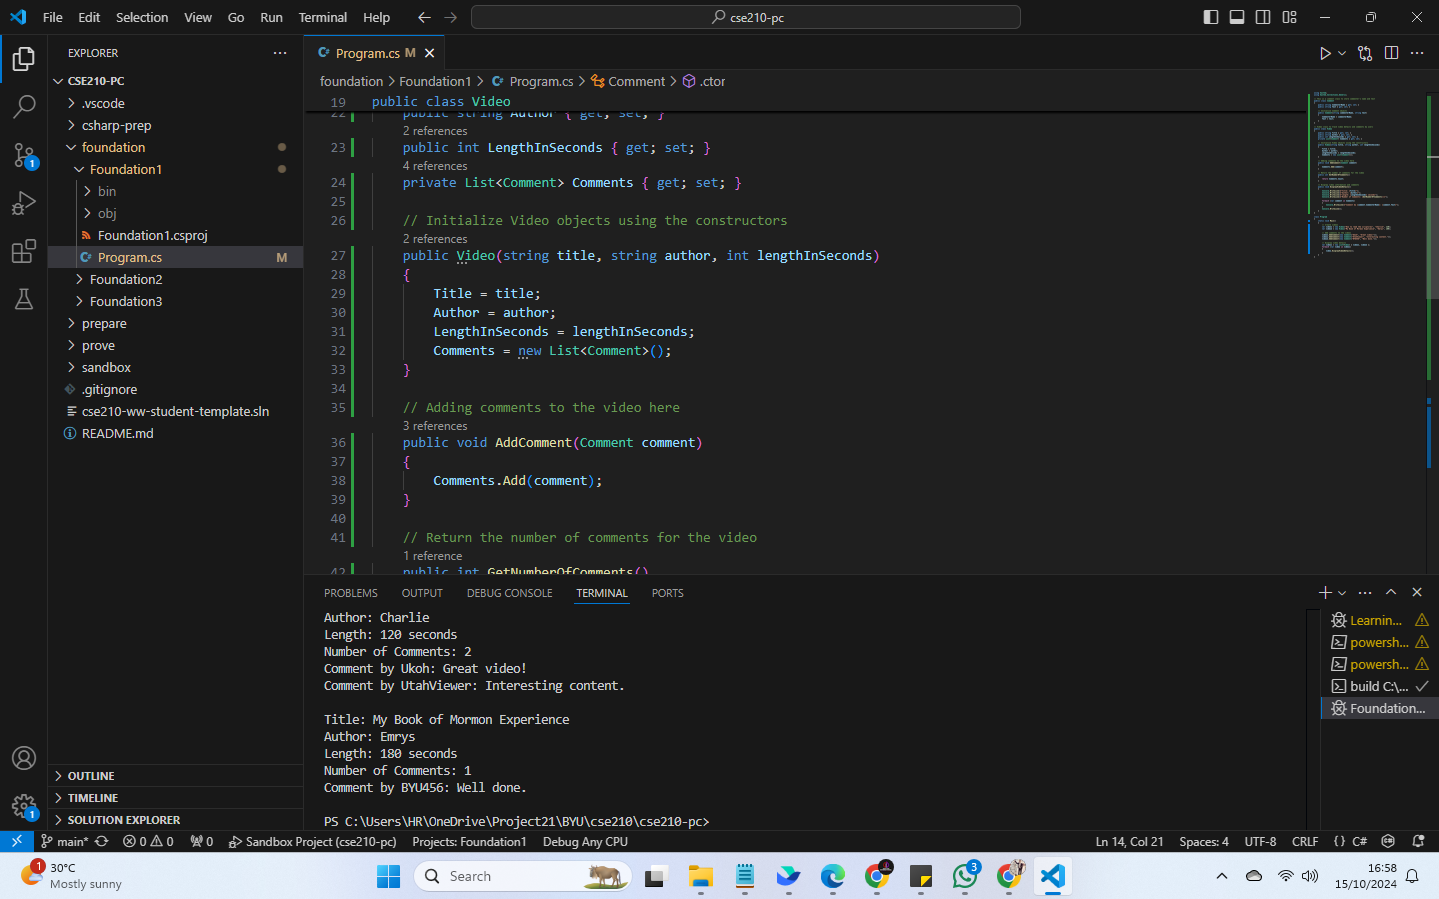 File Edit Selection View Go Run Terminal Help
cse210-pc
EXPLORER
CSE210-PC
.vscode
csharp-prep
foundation
Foundation1
bin
obj
Foundation1.csproj
Program.cs M
Foundation2
Foundation3
prepare
prove
sandbox
.gitignore
cse210-ww-student-template.sln
README.md
OUTLINE
TIMELINE
SOLUTION EXPLORER
1
1
Program.cs M
foundation > Foundation1 > Program.cs > Comment > .ctor
19 public class Video
22 public string Author { get; set; }
2 references
23 public int LengthInSeconds { get; set; }
4 references
24 private List<Comment> Comments { get; set; }
25
26 // Initialize Video objects using the constructors
2 references
27 public Video(string title, string author, int lengthInSeconds)
28 {
29 Title = title;
30 Author = author;
31 LengthInSeconds = lengthInSeconds;
32 Comments = new List<Comment>();
33 }
34
35 // Adding comments to the video here
3 references
36 public void AddComment(Comment comment)
37 {
38 Comments.Add(comment);
39 }
40
41 // Return the number of comments for the video
1 reference
42 public int GetNumberOfComments()
PROBLEMS OUTPUT DEBUG CONSOLE TERMINAL PORTS
Author: Charlie
Length: 120 seconds
Number of Comments: 2
Comment by Ukoh: Great video!
Comment by UtahViewer: Interesting content.
Title: My Book of Mormon Experience
Author: Emrys
Length: 180 seconds
Number of Comments: 1
Comment by BYU456: Well done.
PS C:\Users\HR\OneDrive\Project21\BYU\cse210\cse210-pc>
Learnin...
powersh...
powersh...
build C:\...
Foundation...
main* 0 0 0 Sandbox Project (cse210-pc) Projects: Foundation1 Debug Any CPU Ln 14, Col 21 Spaces: 4 UTF-8 CRLF {} C#
1
30°C
Mostly sunny
Search
3
16:58
15/10/2024